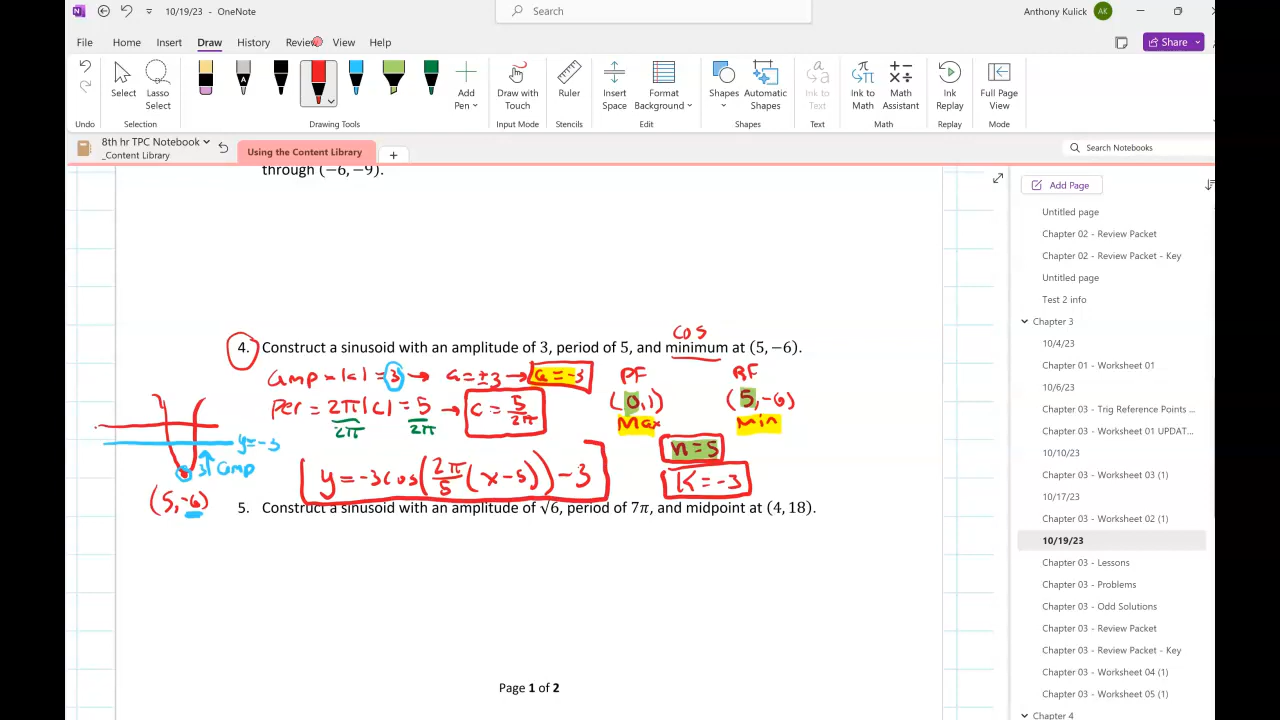 10/19/23 - OneNote
Search
Anthony Kulick AK
File Home Insert Draw History Review View Help
Share
Undo
Select
Lasso Select
Selection
Add Pen
Drawing Tools
Draw with Touch
Input Mode
Ruler
Stencils
Insert Space
Format Background
Edit
Shapes
Automatic Shapes
Shapes
Ink to Text
Text
Ink to Math
Math Assistant
Math
Ink Replay
Replay
Full Page View
Mode
8th hr TPC Notebook
_Content Library
Using the Content Library
Search Notebooks
through (−6, −9).
cos
4. Construct a sinusoid with an amplitude of 3, period of 5, and minimum at (5, −6).
amp = |a| = 3 → a = ±3 → a = -3
per = 2π|c| = 5 → c = 5/2π
2π 2π
PF RF
(0,1) (5,-6)
Max Min
n = 5
K = -3
y = -3cos(2π/5(x-5)) - 3
y=-3
3↑amp
(5,-6)
5. Construct a sinusoid with an amplitude of √6, period of 7π, and midpoint at (4, 18).
Page 1 of 2
Add Page
Untitled page
Chapter 02 - Review Packet
Chapter 02 - Review Packet - Key
Untitled page
Test 2 info
Chapter 3
10/4/23
Chapter 01 - Worksheet 01
10/6/23
Chapter 03 - Trig Reference Points ...
Chapter 03 - Worksheet 01 UPDAT...
10/10/23
Chapter 03 - Worksheet 03 (1)
10/17/23
Chapter 03 - Worksheet 02 (1)
10/19/23
Chapter 03 - Lessons
Chapter 03 - Problems
Chapter 03 - Odd Solutions
Chapter 03 - Review Packet
Chapter 03 - Review Packet - Key
Chapter 03 - Worksheet 04 (1)
Chapter 03 - Worksheet 05 (1)
Chapter 4